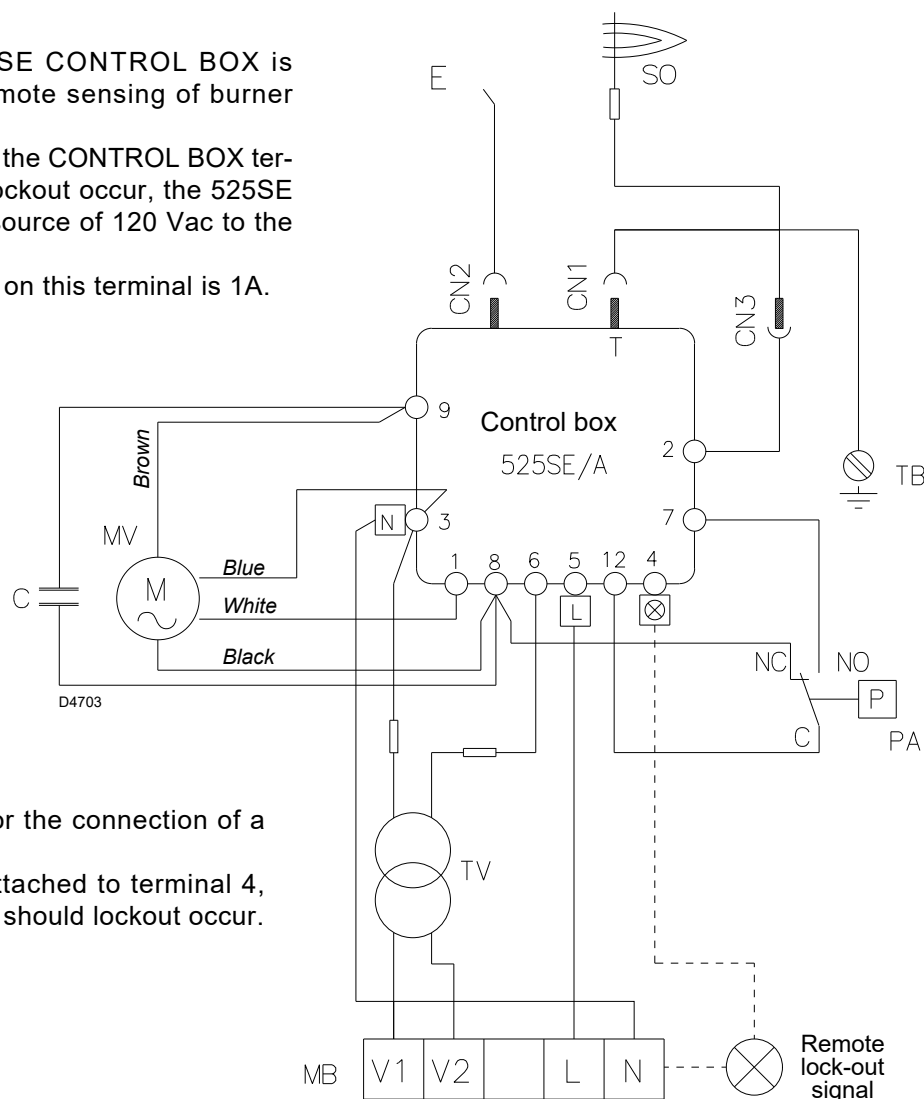 SE CONTROL BOX is
mote sensing of burner
the CONTROL BOX ter-
ockout occur, the 525SE
source of 120 Vac to the
on this terminal is 1A.
E
SO
CN2
CN1
CN3
T
9
Control box
525SE/A
2
TB
Brown
MV
N
3
7
M
Blue
1
8
6
5
12
4
C
White
L
Black
NC
NO
P
D4703
C
PA
or the connection of a
ttached to terminal 4,
should lockout occur.
TV
MB
V1
V2
L
N
Remote
lock-out
signal